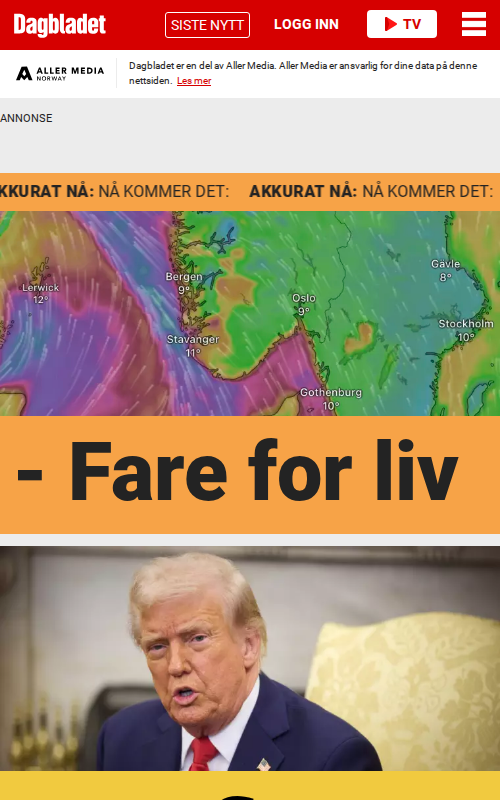 Dagbladet
SISTE NYTT
LOGG INN
TV
ALLER MEDIA
NORWAY
Dagbladet er en del av Aller Media. Aller Media er ansvarlig for dine data på denne
nettsiden. Les mer
ANNONSE
KKURAT NÅ: NÅ KOMMER DET: AKKURAT NÅ: NÅ KOMMER DET:
Lerwick
12°
Bergen
9°
Stavanger
11°
Oslo
9°
Gothenburg
10°
Gävle
8°
Stockholm
10°
- Fare for liv